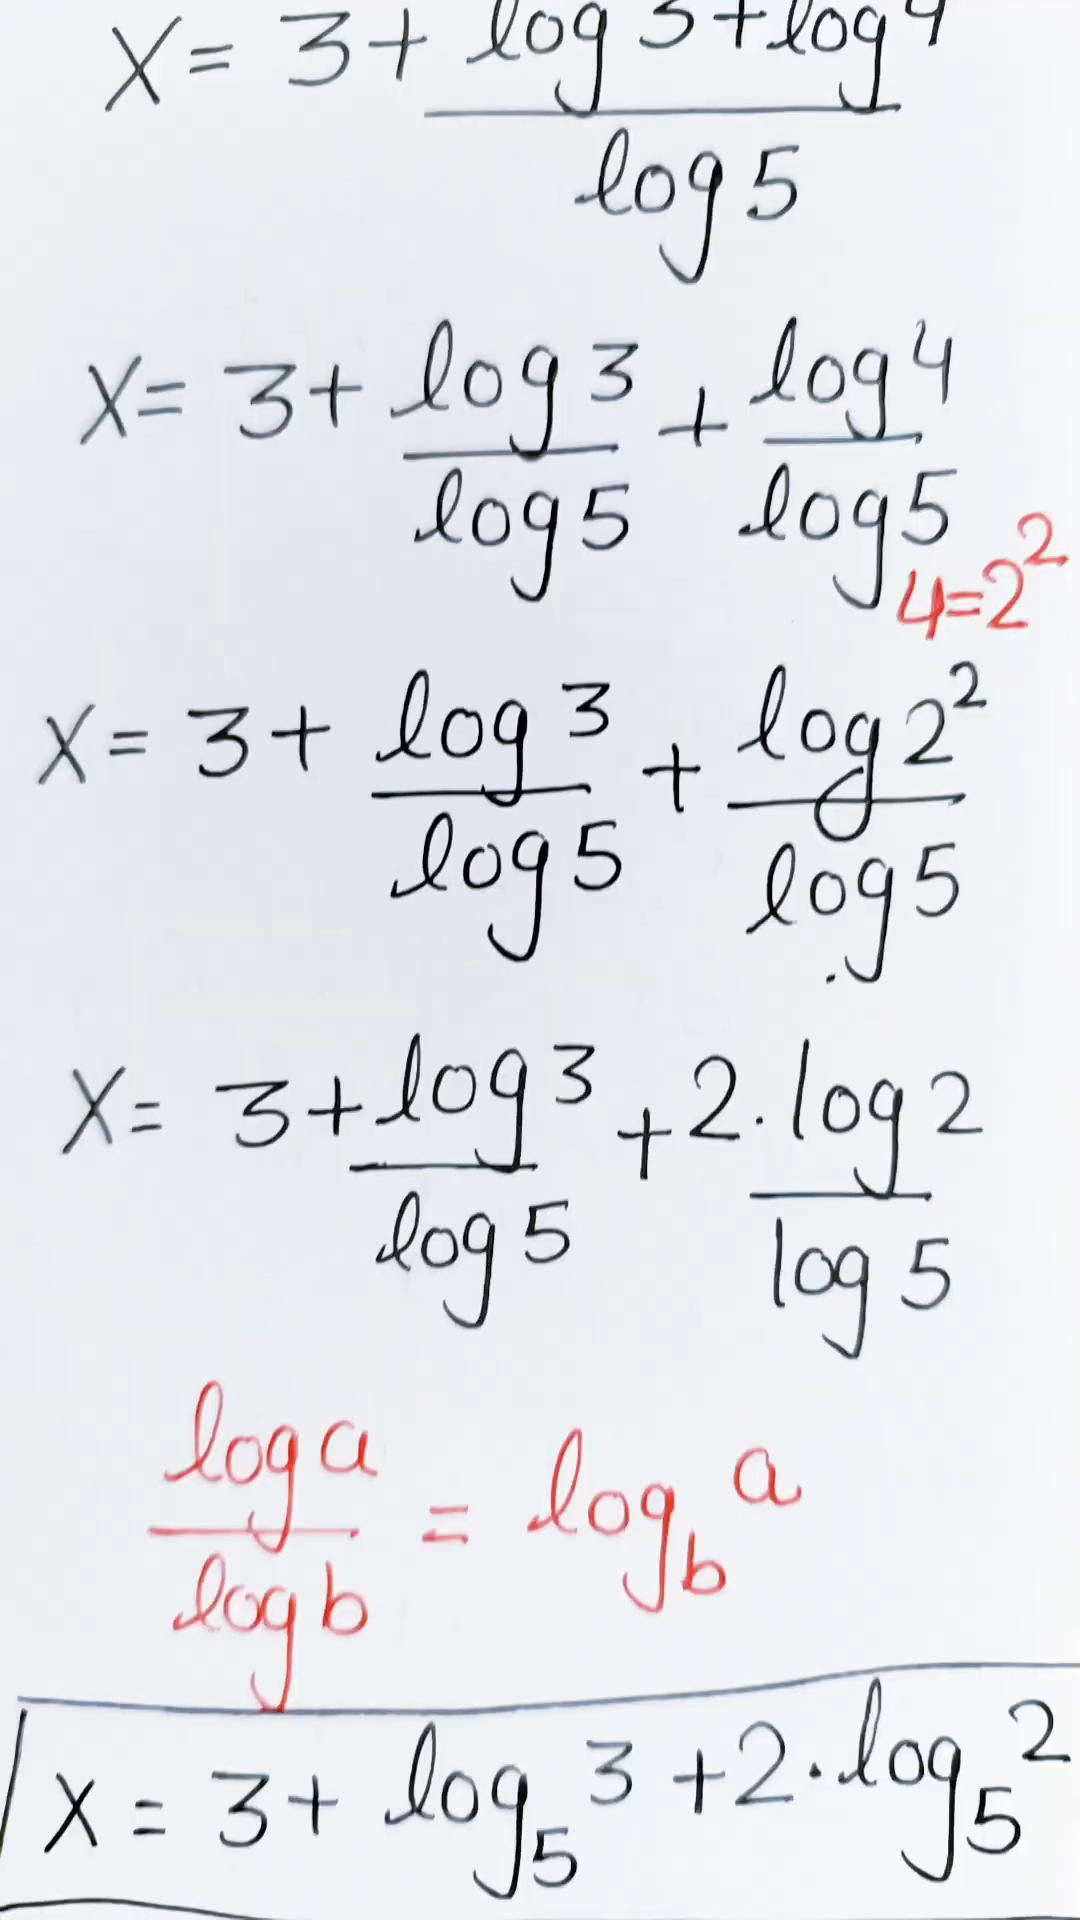 x = 3 + (log 3 + log 4) / log 5
x = 3 + log 3 / log 5 + log 4 / log 5
4 = 2²
x = 3 + log 3 / log 5 + log 2² / log 5
x = 3 + log 3 / log 5 + 2 · log 2 / log 5
log a / log b = log_b a
x = 3 + log₅ 3 + 2 · log₅ 2